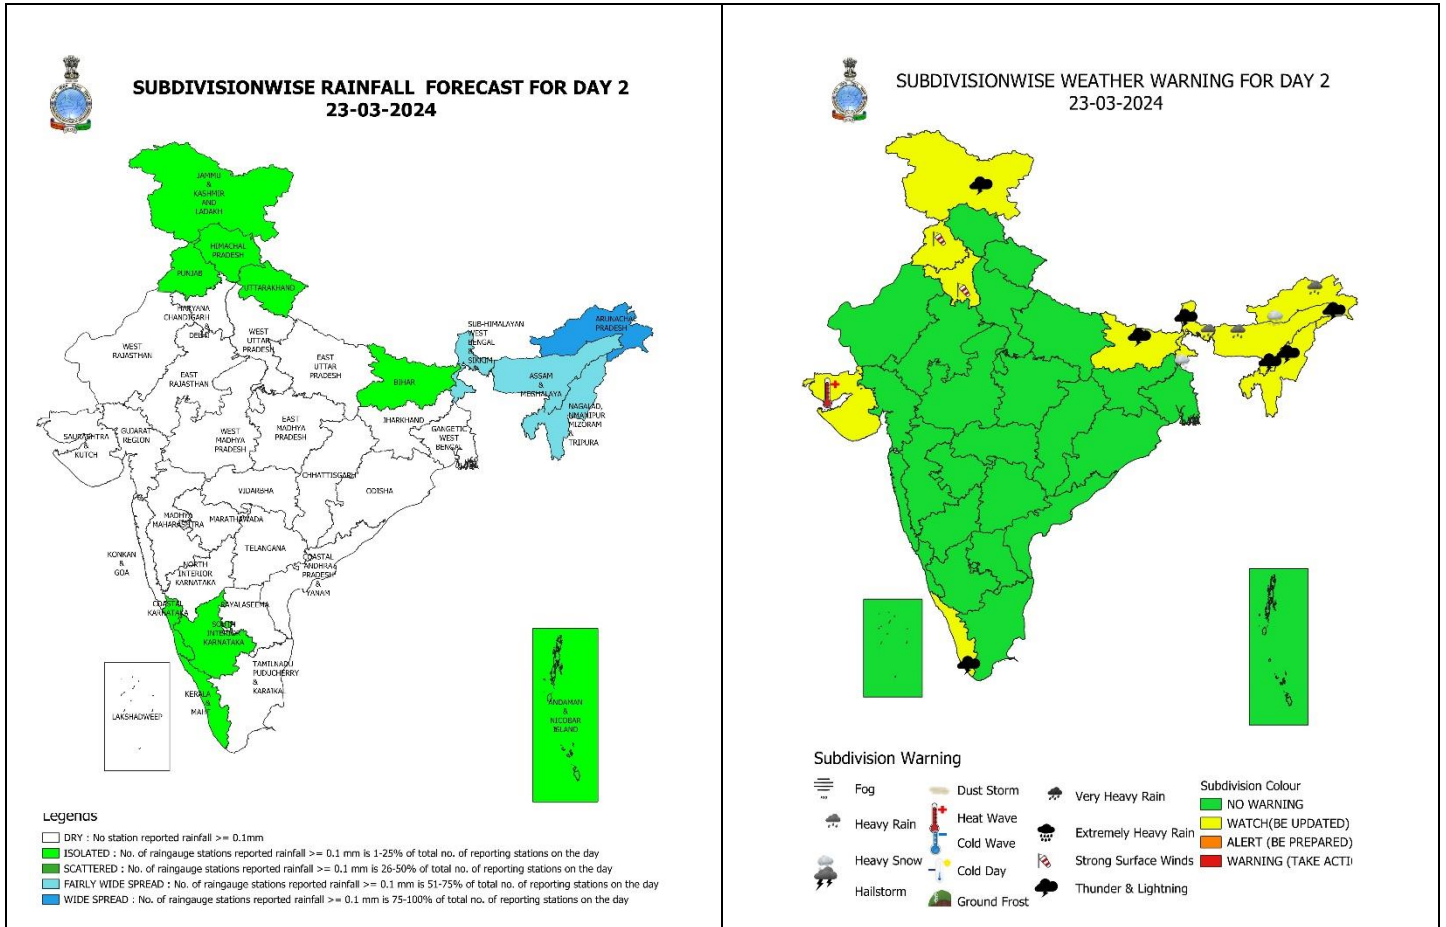 SUBDIVISIONWISE RAINFALL FORECAST FOR DAY 2
23-03-2024
JAMMU
&
KASHMIR
AND
LADAKH
HIMACHAL
PRADESH
PUNJAB
UTTARAKHAND
HARYANA
CHANDIGARH
&
DELHI
WEST
RAJASTHAN
WEST
UTTAR
PRADESH
EAST
UTTAR
PRADESH
EAST
RAJASTHAN
SUB-HIMALAYAN
WEST
BENGAL
&
SIKKIM
ARUNACHAL
PRADESH
ASSAM
&
MEGHALAYA
NAGALAD,
MANIPUR
MIZORAM
&
TRIPURA
BIHAR
JHARKHAND
GANGETIC
WEST
BENGAL
SAURASHTRA
&
KUTCH
GUJARAT
REGION
WEST
MADHYA
PRADESH
EAST
MADHYA
PRADESH
CHHATTISGARH
VIDARBHA
ODISHA
MADHYA
MAHARASHTRA
MARATHAWADA
TELANGANA
KONKAN
&
GOA
NORTH
INTERIOR
KARNATAKA
COASTAL
ANDHRA
PRADESH
&
YANAM
COASTAL
KARNATAKA
RAYALASEEMA
SOUTH
INTERIOR
KARNATAKA
TAMILNADU
PUDUCHERRY
&
KARAIKAL
KERALA
&
MAHE
LAKSHADWEEP
ANDAMAN
&
NICOBAR
ISLAND
Legends
DRY : No station reported rainfall >= 0.1mm
ISOLATED : No. of raingauge stations reported rainfall >= 0.1 mm is 1-25% of total no. of reporting stations on the day
SCATTERED : No. of raingauge stations reported rainfall >= 0.1 mm is 26-50% of total no. of reporting stations on the day
FAIRLY WIDE SPREAD : No. of raingauge stations reported rainfall >= 0.1 mm is 51-75% of total no. of reporting stations on the day
WIDE SPREAD : No. of raingauge stations reported rainfall >= 0.1 mm is 75-100% of total no. of reporting stations on the day
SUBDIVISIONWISE WEATHER WARNING FOR DAY 2
23-03-2024
Subdivision Warning
Fog
Heavy Rain
Heavy Snow
Hailstorm
Dust Storm
Heat Wave
Cold Wave
Cold Day
Ground Frost
Very Heavy Rain
Extremely Heavy Rain
Strong Surface Winds
Thunder & Lightning
Subdivision Colour
NO WARNING
WATCH(BE UPDATED)
ALERT (BE PREPARED)
WARNING (TAKE ACTI